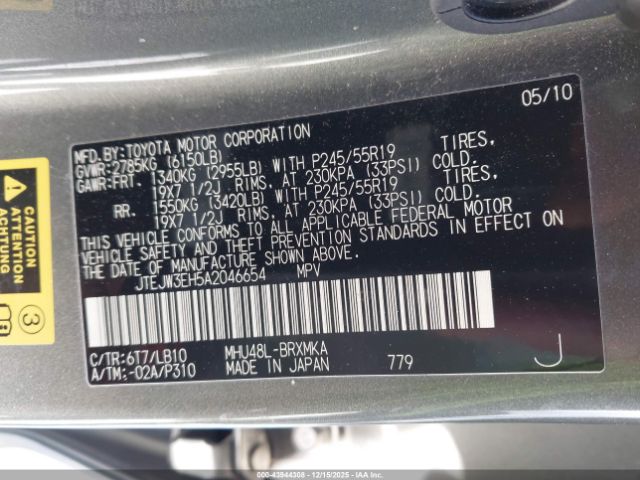 05/10
MFD.BY:TOYOTA MOTOR CORPORATION
GVWR:2785KG (6150LB)
GAWR:FRT. 1340KG (2955LB) WITH P245/55R19 TIRES,
19X7 1/2J RIMS, AT 230KPA (33PSI) COLD.
RR. 1550KG (3420LB) WITH P245/55R19 TIRES,
19X7 1/2J RIMS, AT 230KPA (33PSI) COLD.
THIS VEHICLE CONFORMS TO ALL APPLICABLE FEDERAL MOTOR
VEHICLE SAFETY AND THEFT PREVENTION STANDARDS IN EFFECT ON
THE DATE OF MANUFACTURE SHOWN ABOVE.
JTEJW3EH5A2046654 MPV
C/TR:6T7/LB10 MHU48L-BRXMKA
A/TM:-02A/P310 MADE IN JAPAN 779 J
CAUTION
ATTENTION
ACHTUNG
3
IAA - 43944308 - 12/15/2025 - COPART